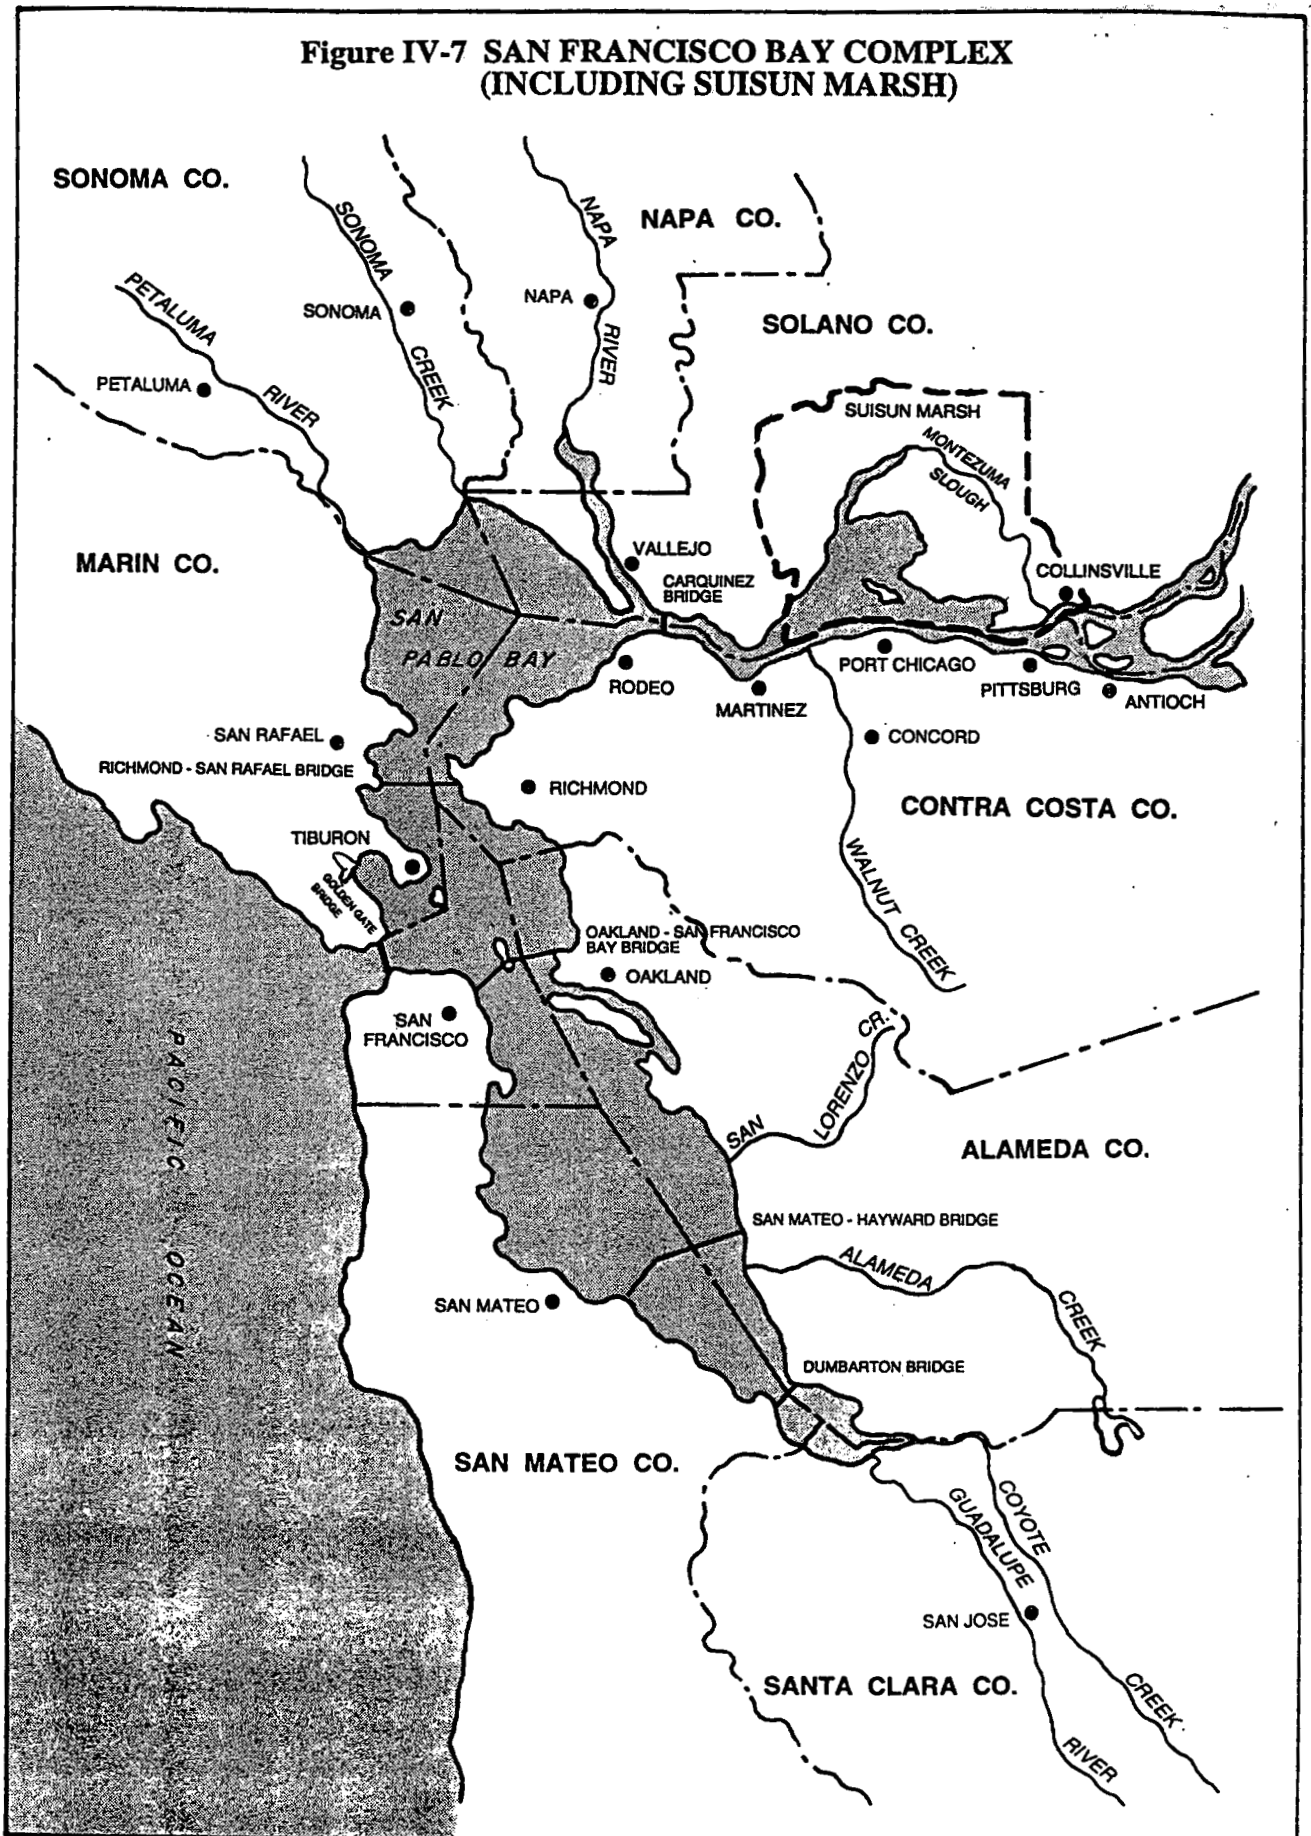 Figure IV-7 SAN FRANCISCO BAY COMPLEX
(INCLUDING SUISUN MARSH)
SONOMA CO.
SONOMA
CREEK
NAPA
RIVER
NAPA CO.
PETALUMA
RIVER
SONOMA
NAPA
SOLANO CO.
PETALUMA
SUISUN MARSH
MONTEZUMA
SLOUGH
MARIN CO.
VALLEJO
CARQUINEZ
BRIDGE
COLLINSVILLE
SAN
PABLO BAY
RODEO
MARTINEZ
PORT CHICAGO
PITTSBURG
ANTIOCH
SAN RAFAEL
CONCORD
RICHMOND - SAN RAFAEL BRIDGE
RICHMOND
CONTRA COSTA CO.
TIBURON
GOLDEN GATE
BRIDGE
WALNUT CREEK
OAKLAND - SAN FRANCISCO
BAY BRIDGE
OAKLAND
SAN
FRANCISCO
SAN LORENZO CR.
PACIFIC OCEAN
ALAMEDA CO.
SAN MATEO - HAYWARD BRIDGE
ALAMEDA
CREEK
SAN MATEO
DUMBARTON BRIDGE
SAN MATEO CO.
GUADALUPE
RIVER
COYOTE
CREEK
SAN JOSE
SANTA CLARA CO.